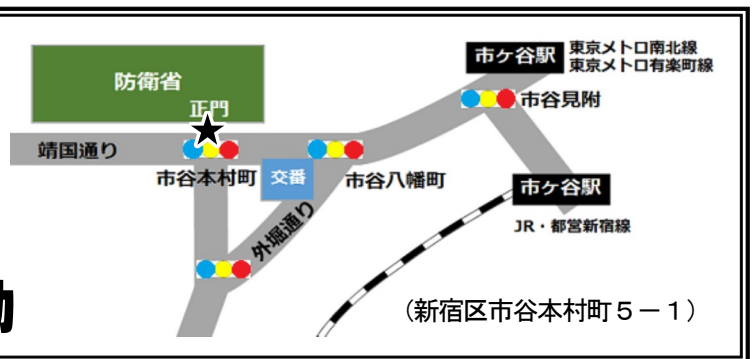 市ケ谷駅
東京メトロ南北線
東京メトロ有楽町線
防衛省
正門
市谷見附
靖国通り
市谷本村町
交番
市谷八幡町
市ケ谷駅
外堀通り
JR・都営新宿線
(新宿区市谷本村町5-1)